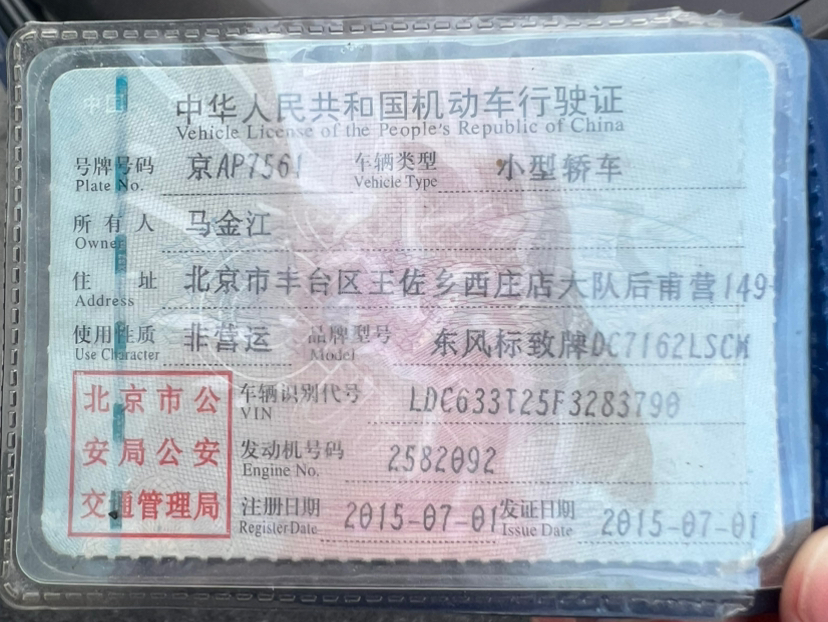 中国
中华人民共和国机动车行驶证
Vehicle License of the People's Republic of China
号牌号码 京AP7561 车辆类型 小型轿车
Plate No. Vehicle Type
所有人 马金江
Owner
住址 北京市丰台区王佐乡西庄店大队后甫营149
Address
使用性质 非营运 品牌型号 东风标致牌DC7162LSCM
Use Character Model
北京市公
安局公安
交通管理局
车辆识别代号 LDC633T25F3283790
VIN
发动机号码 2582092
Engine No.
注册日期 2015-07-01 发证日期 2015-07-01
Register Date Issue Date